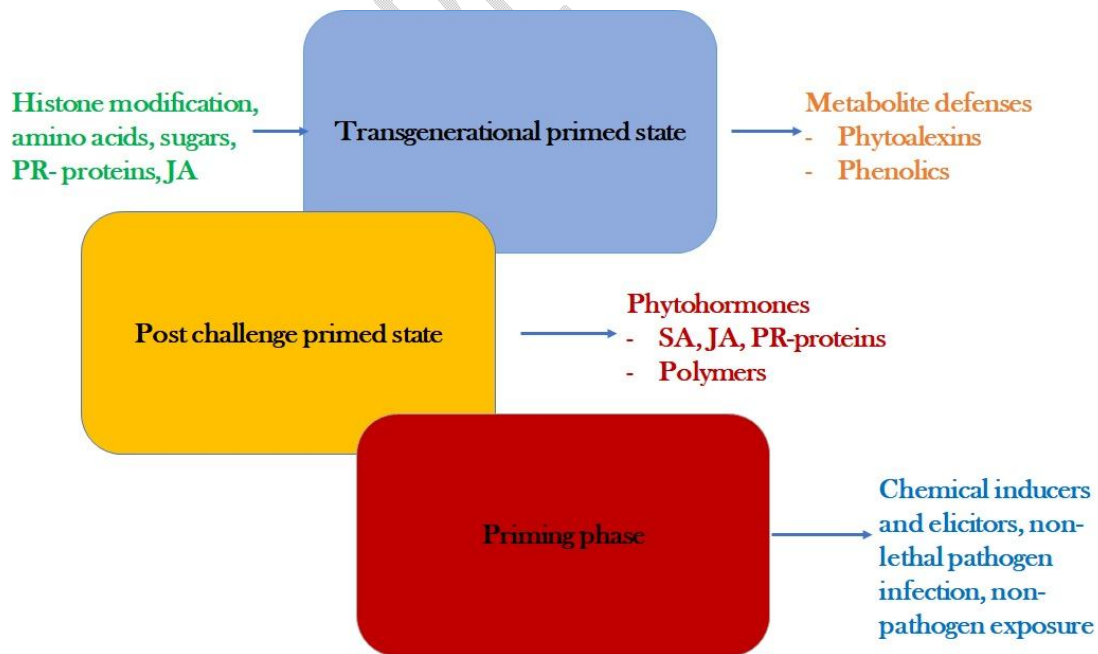 Histone modification,
amino acids, sugars,
PR- proteins, JA
Transgenerational primed state
Metabolite defenses
- Phytoalexins
- Phenolics
Post challenge primed state
Phytohormones
- SA, JA, PR-proteins
- Polymers
Priming phase
Chemical inducers
and elicitors, non-
lethal pathogen
infection, non-
pathogen exposure